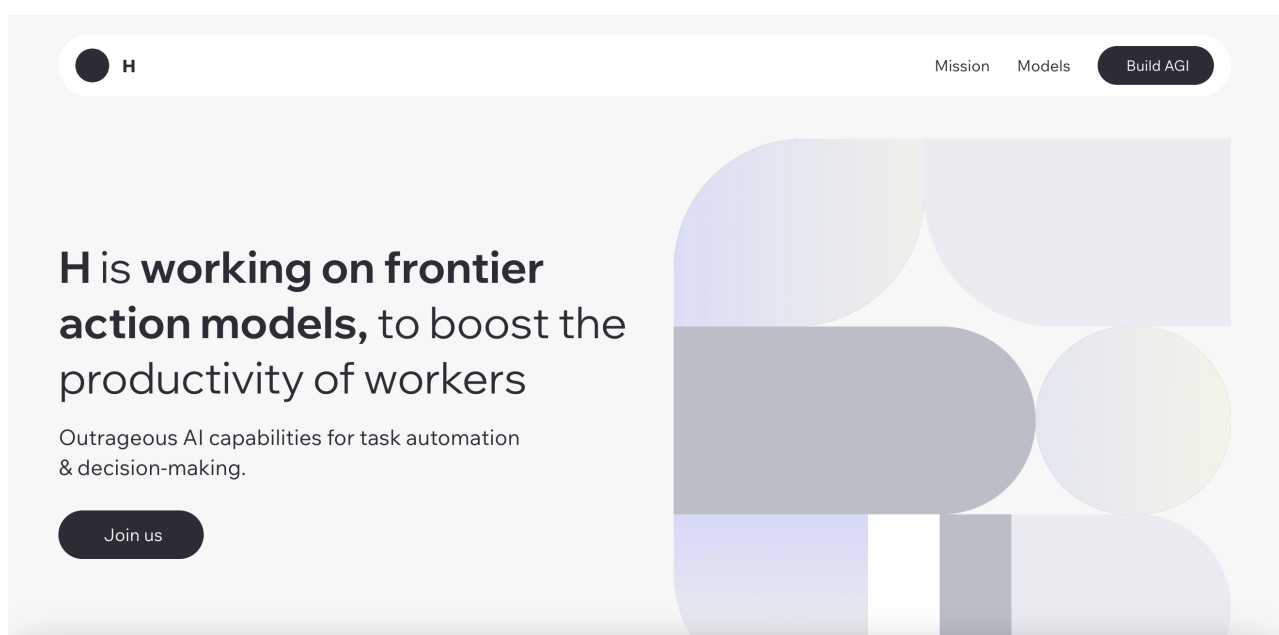 H
Mission
Models
Build AGI
H is working on frontier
action models, to boost the
productivity of workers
Outrageous AI capabilities for task automation
& decision-making.
Join us